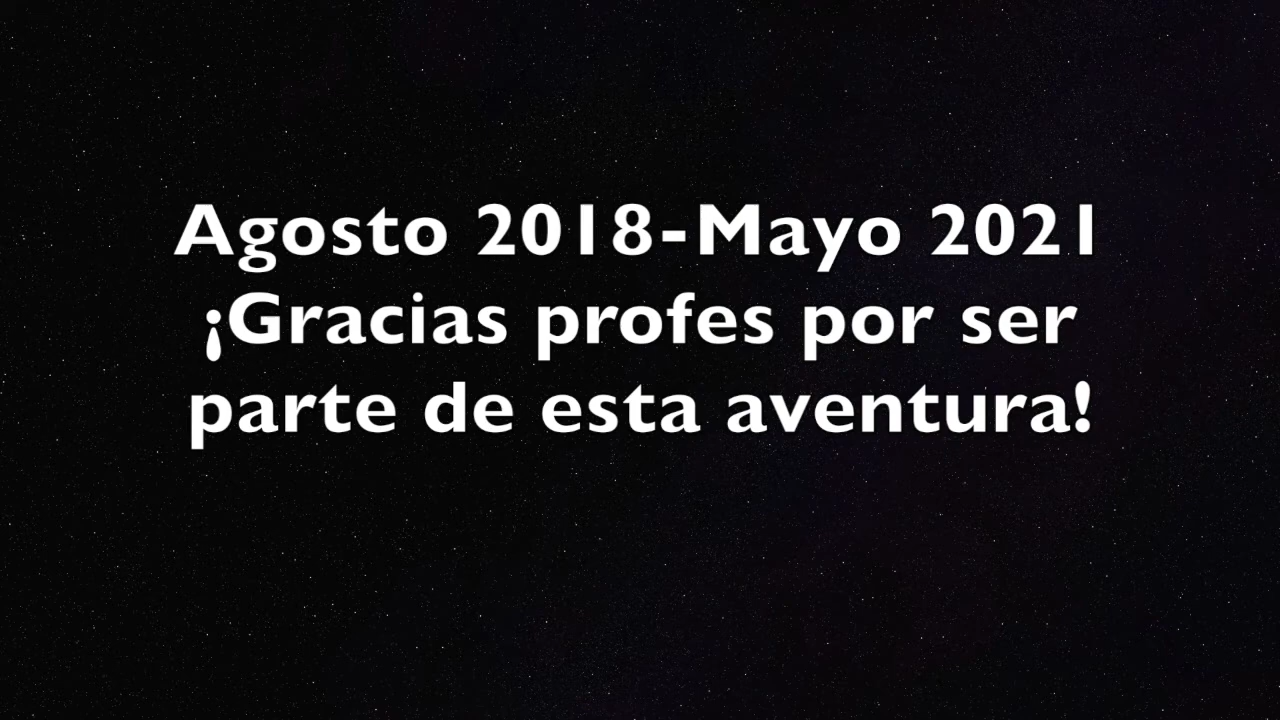 Agosto 2018-Mayo 2021
¡Gracias profes por ser
parte de esta aventura!